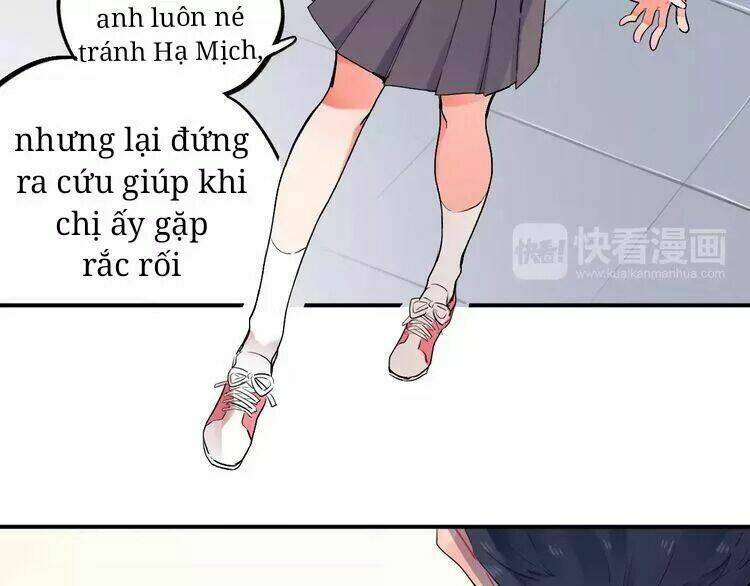 anh luôn né
tránh Hạ Mịch,
nhưng lại đứng
ra cứu giúp khi
chị ấy gặp
rắc rối
快看! 快看漫画
www.kuaikanmanhua.com